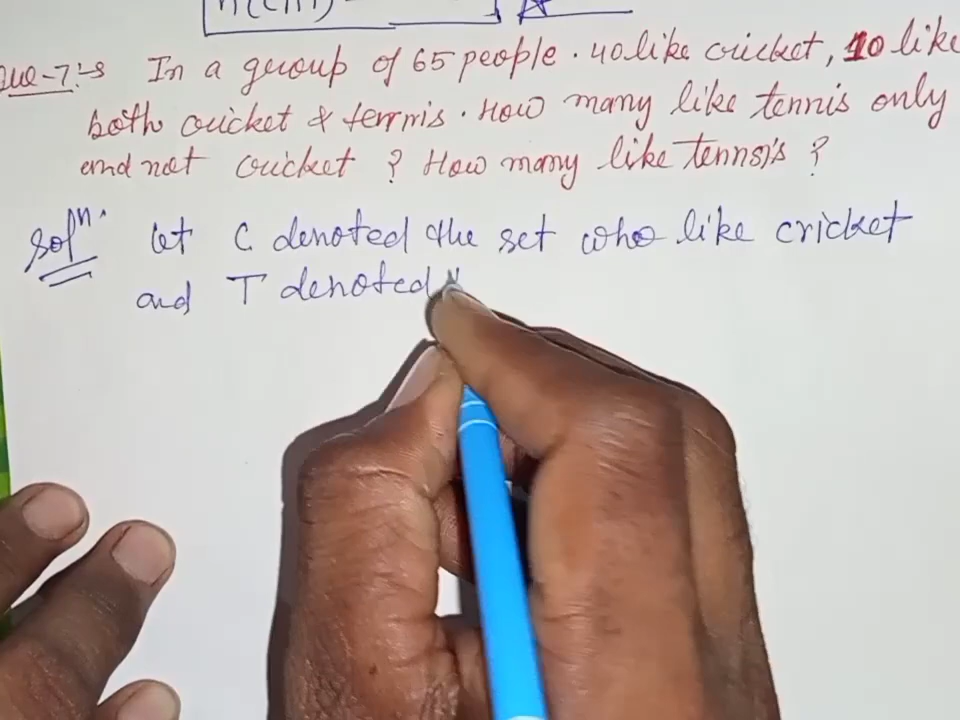 Que-7:-s In a group of 65 people. 40 like cricket, 10 like
both cricket & tennis. How many like tennis only
and not cricket ? How many like tennsis ?
Solⁿ. let C denoted the set who like cricket
and T denoted